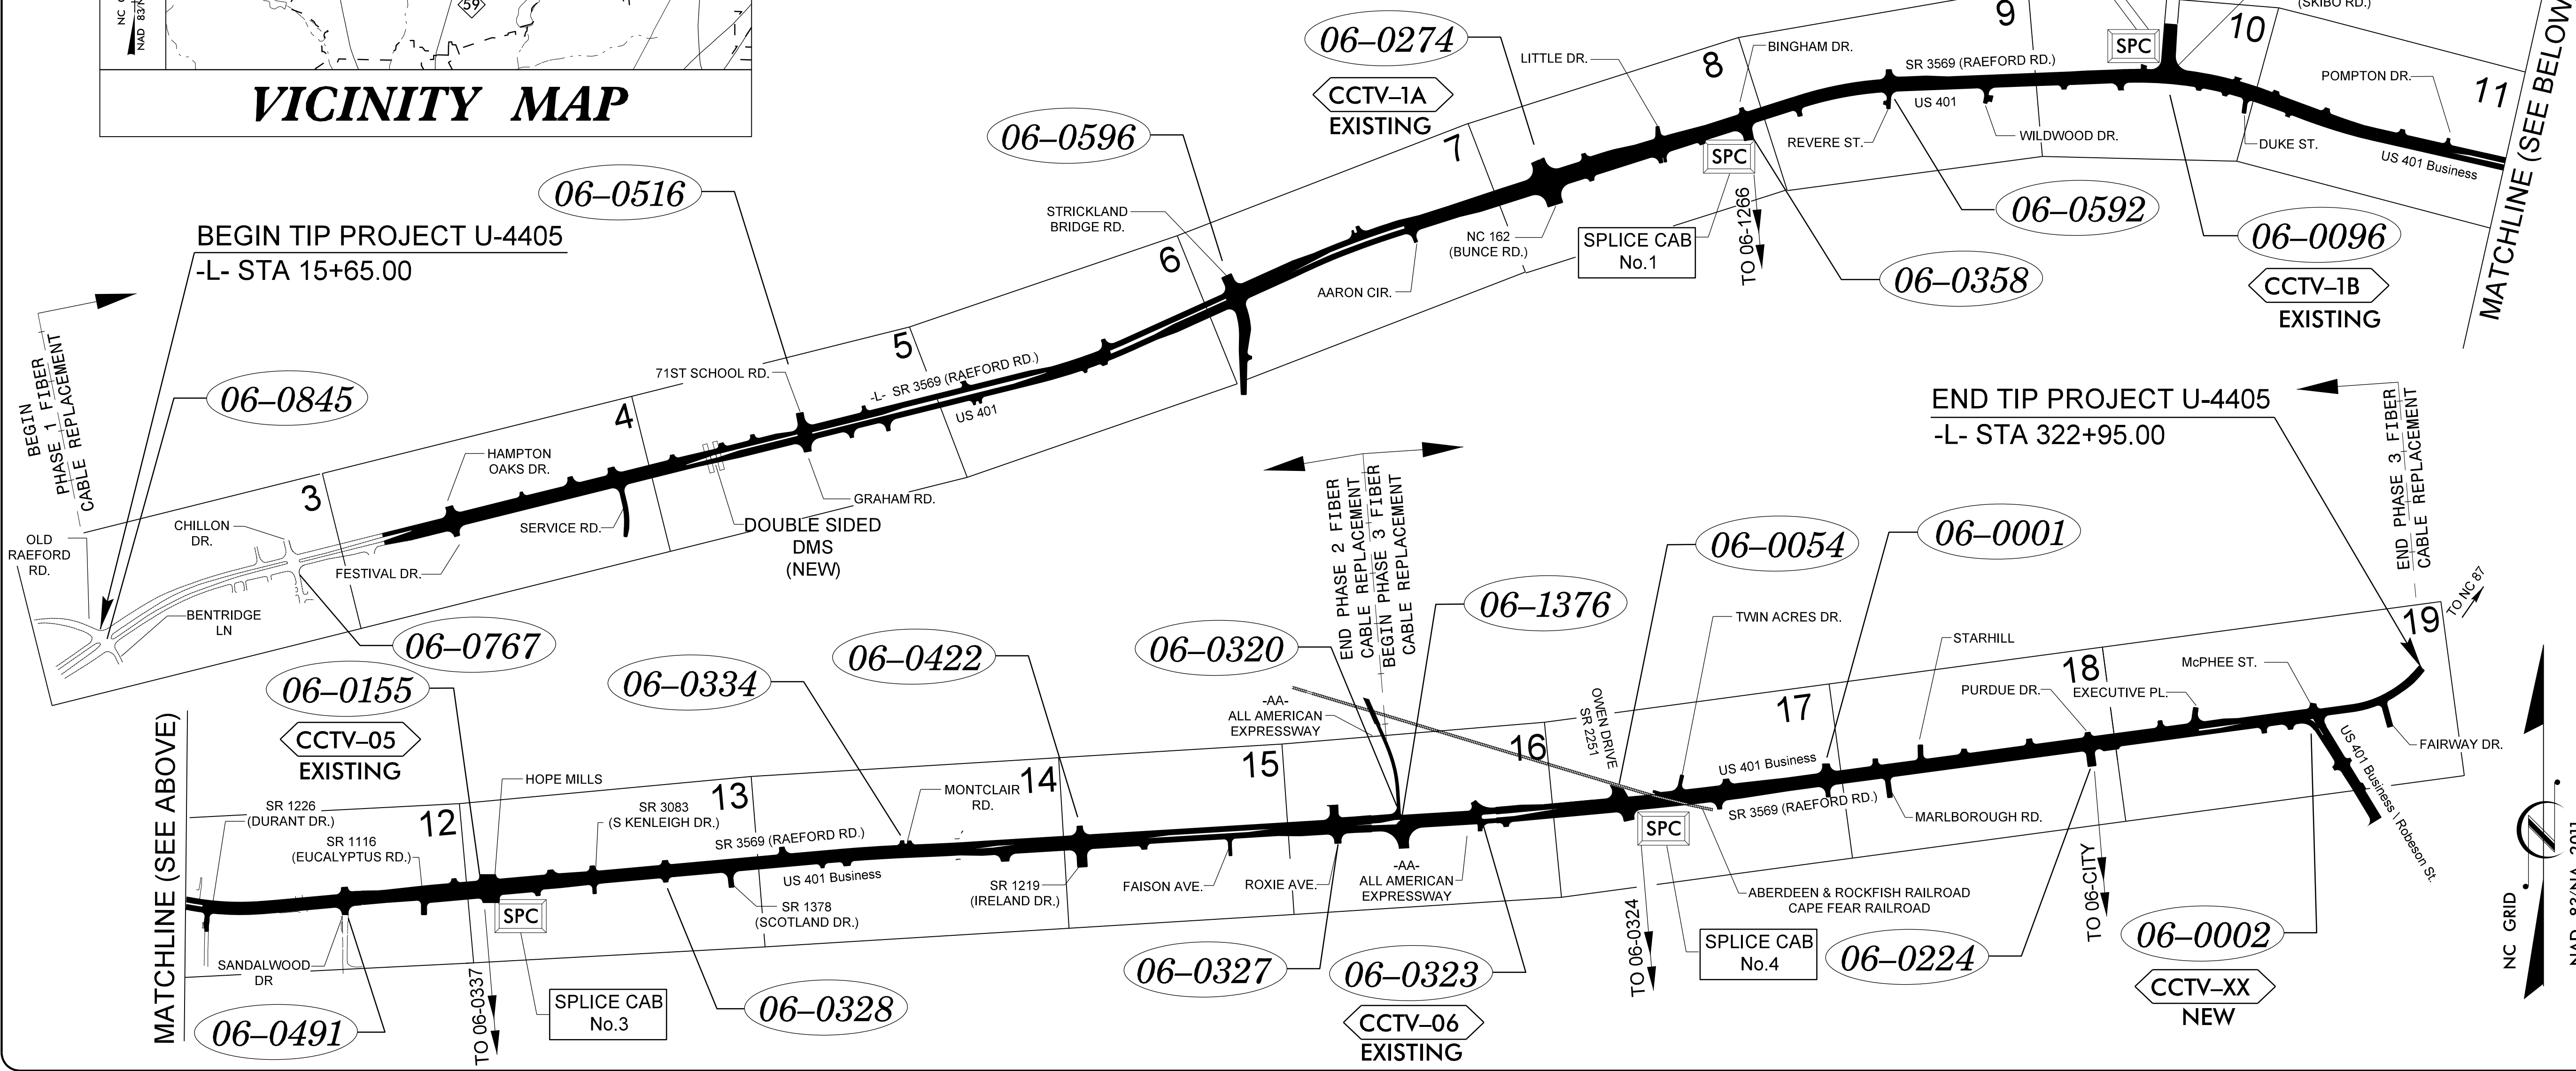 NC G
NAD 83/N
59
VICINITY MAP
06-0274
CCTV-1A
EXISTING
LITTLE DR.
8
BINGHAM DR.
9
SPC
10
(SKIBO RD.)
SR 3569 (RAEFORD RD.)
US 401
POMPTON DR.
11
MATCHLINE (SEE BELOW
REVERE ST.
WILDWOOD DR.
DUKE ST.
US 401 Business
06-0596
7
SPC
06-0592
06-0096
CCTV-1B
EXISTING
06-0516
STRICKLAND
BRIDGE RD.
6
NC 162
(BUNCE RD.)
SPLICE CAB
No.1
TO 06-1266
06-0358
AARON CIR.
BEGIN TIP PROJECT U-4405
-L- STA 15+65.00
BEGIN
PHASE 1 FIBER
CABLE REPLACEMENT
06-0845
71ST SCHOOL RD.
5
-L- SR 3569 (RAEFORD RD.)
US 401
4
HAMPTON
OAKS DR.
GRAHAM RD.
3
CHILLON
DR.
SERVICE RD.
DOUBLE SIDED
DMS
(NEW)
OLD
RAEFORD
RD.
FESTIVAL DR.
BENTRIDGE
LN
06-0767
END TIP PROJECT U-4405
-L- STA 322+95.00
END PHASE 3 FIBER
CABLE REPLACEMENT
END PHASE 2 FIBER
CABLE REPLACEMENT
BEGIN PHASE 3 FIBER
CABLE REPLACEMENT
06-0054
06-0001
06-1376
TO NC 87
19
TWIN ACRES DR.
STARHILL
McPHEE ST.
18
PURDUE DR.
EXECUTIVE PL.
06-0155
CCTV-05
EXISTING
06-0334
06-0422
06-0320
-AA-
ALL AMERICAN
EXPRESSWAY
OWEN DRIVE
SR 2251
17
16
15
14
13
12
US 401 Business
SR 3569 (RAEFORD RD.)
FAIRWAY DR.
US 401 Business \ Robeson St.
MATCHLINE (SEE ABOVE)
SR 1226
(DURANT DR.)
SR 1116
(EUCALYPTUS RD.)
HOPE MILLS
SR 3083
(S KENLEIGH DR.)
SR 3569 (RAEFORD RD.)
MONTCLAIR
RD.
US 401 Business
SPC
MARLBOROUGH RD.
SR 1219
(IRELAND DR.)
FAISON AVE.
ROXIE AVE.
-AA-
ALL AMERICAN
EXPRESSWAY
ABERDEEN & ROCKFISH RAILROAD
CAPE FEAR RAILROAD
SPC
SR 1378
(SCOTLAND DR.)
SANDALWOOD
DR
06-0491
TO 06-0337
SPLICE CAB
No.3
06-0328
06-0327
06-0323
CCTV-06
EXISTING
TO 06-0324
SPLICE CAB
No.4
06-0224
TO 06-CITY
06-0002
CCTV-XX
NEW
NC GRID
NAD 83/NA 2011